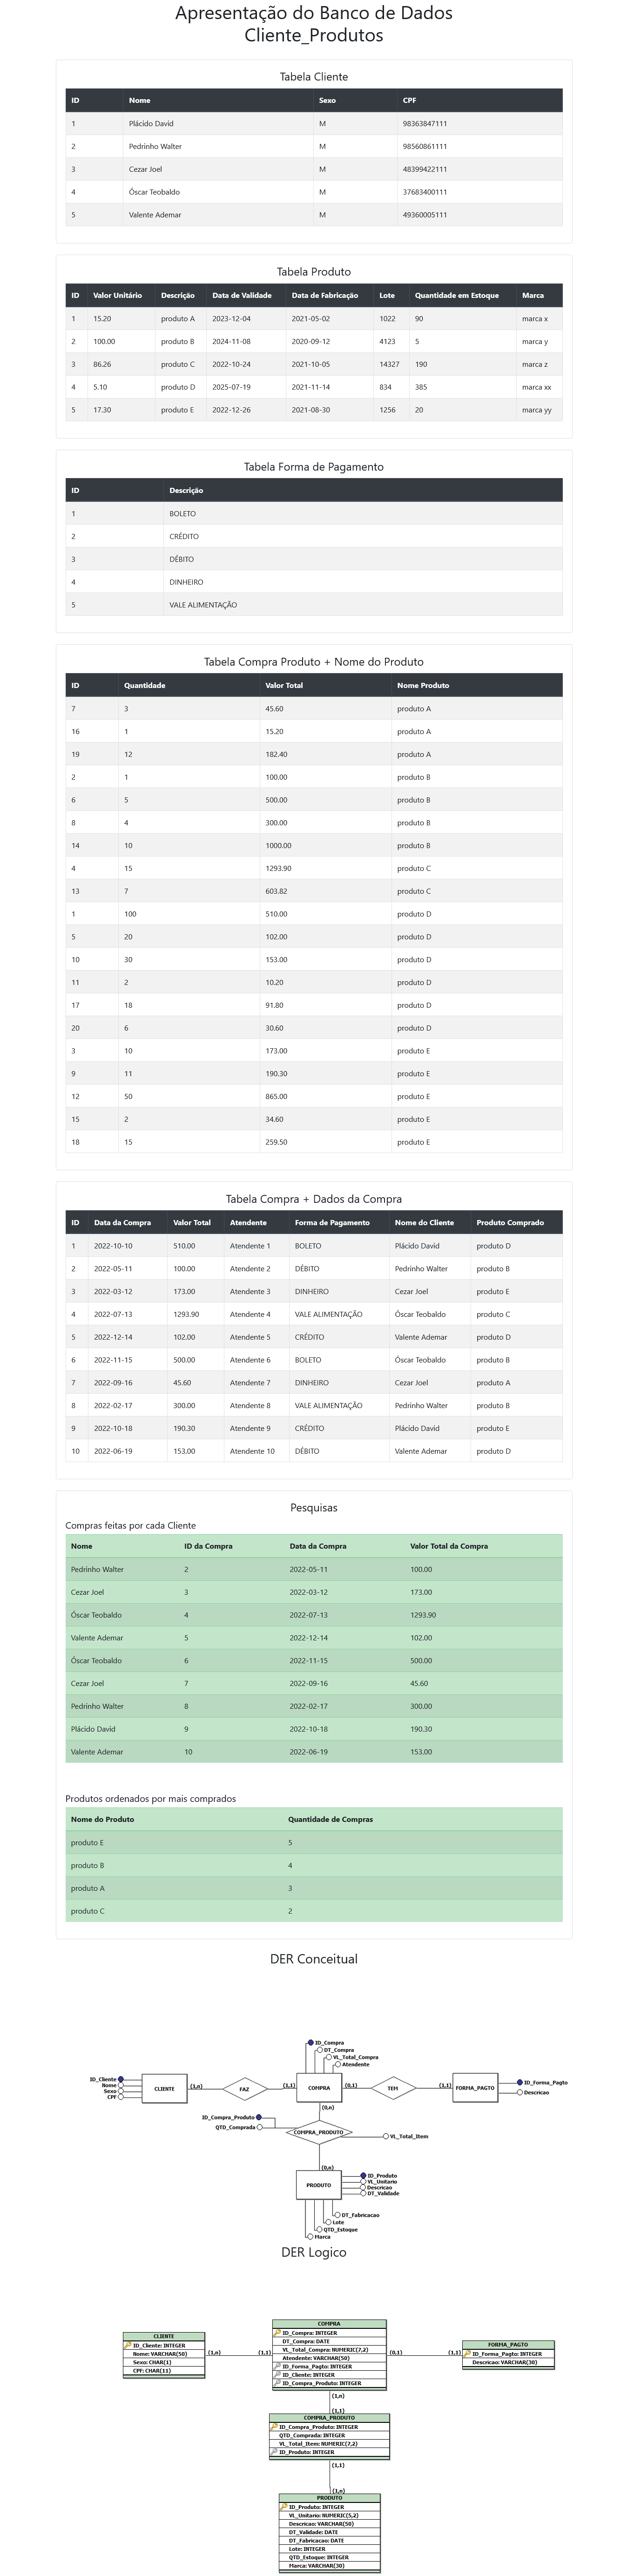 Apresentação do Banco de Dados
Cliente_Produtos
Tabela Cliente
ID Nome Sexo CPF
1 Plácido David M 98363847111
2 Pedrinho Walter M 98560861111
3 Cezar Joel M 48399422111
4 Óscar Teobaldo M 37683400111
5 Valente Ademar M 49360005111
Tabela Produto
ID Valor Unitário Descrição Data de Validade Data de Fabricação Lote Quantidade em Estoque Marca
1 15.20 produto A 2023-12-04 2021-05-02 1022 90 marca x
2 100.00 produto B 2024-11-08 2020-09-12 4123 5 marca y
3 86.26 produto C 2022-10-24 2021-10-05 14327 190 marca z
4 5.10 produto D 2025-07-19 2021-11-14 834 385 marca xx
5 17.30 produto E 2022-12-26 2021-08-30 1256 20 marca yy
Tabela Forma de Pagamento
ID Descrição
1 BOLETO
2 CRÉDITO
3 DÉBITO
4 DINHEIRO
5 VALE ALIMENTAÇÃO
Tabela Compra Produto + Nome do Produto
ID Quantidade Valor Total Nome Produto
7 3 45.60 produto A
16 1 15.20 produto A
19 12 182.40 produto A
2 1 100.00 produto B
6 5 500.00 produto B
8 4 300.00 produto B
14 10 1000.00 produto B
4 15 1293.90 produto C
13 7 603.82 produto C
1 100 510.00 produto D
5 20 102.00 produto D
10 30 153.00 produto D
11 2 10.20 produto D
17 18 91.80 produto D
20 6 30.60 produto D
3 10 173.00 produto E
9 11 190.30 produto E
12 50 865.00 produto E
15 2 34.60 produto E
18 15 259.50 produto E
Tabela Compra + Dados da Compra
ID Data da Compra Valor Total Atendente Forma de Pagamento Nome do Cliente Produto Comprado
1 2022-10-10 510.00 Atendente 1 BOLETO Plácido David produto D
2 2022-05-11 100.00 Atendente 2 DÉBITO Pedrinho Walter produto B
3 2022-03-12 173.00 Atendente 3 DINHEIRO Cezar Joel produto E
4 2022-07-13 1293.90 Atendente 4 VALE ALIMENTAÇÃO Óscar Teobaldo produto C
5 2022-12-14 102.00 Atendente 5 CRÉDITO Valente Ademar produto D
6 2022-11-15 500.00 Atendente 6 BOLETO Óscar Teobaldo produto B
7 2022-09-16 45.60 Atendente 7 DINHEIRO Cezar Joel produto A
8 2022-02-17 300.00 Atendente 8 VALE ALIMENTAÇÃO Pedrinho Walter produto B
9 2022-10-18 190.30 Atendente 9 CRÉDITO Plácido David produto E
10 2022-06-19 153.00 Atendente 10 DÉBITO Valente Ademar produto D
Pesquisas
Compras feitas por cada Cliente
Nome ID da Compra Data da Compra Valor Total da Compra
Pedrinho Walter 2 2022-05-11 100.00
Cezar Joel 3 2022-03-12 173.00
Óscar Teobaldo 4 2022-07-13 1293.90
Valente Ademar 5 2022-12-14 102.00
Óscar Teobaldo 6 2022-11-15 500.00
Cezar Joel 7 2022-09-16 45.60
Pedrinho Walter 8 2022-02-17 300.00
Plácido David 9 2022-10-18 190.30
Valente Ademar 10 2022-06-19 153.00
Produtos ordenados por mais comprados
Nome do Produto Quantidade de Compras
produto E 5
produto B 4
produto A 3
produto C 2
DER Conceitual
ID_Compra
DT_Compra
VL_Total_Compra
Atendente
ID_Cliente
Nome
Sexo
CPF
CLIENTE (1,n) FAZ (1,1) COMPRA (0,1) TEM (1,1) FORMA_PAGTO
ID_Forma_Pagto
Descricao
(0,n)
ID_Compra_Produto
QTD_Comprada
COMPRA_PRODUTO
VL_Total_Item
(0,n)
PRODUTO
ID_Produto
VL_Unitario
Descricao
DT_Validade
DT_Fabricacao
Lote
QTD_Estoque
Marca
DER Logico
CLIENTE
ID_Cliente: INTEGER
Nome: VARCHAR(50)
Sexo: CHAR(1)
CPF: CHAR(11)
(1,n) (1,1)
COMPRA
ID_Compra: INTEGER
DT_Compra: DATE
VL_Total_Compra: NUMERIC(7,2)
Atendente: VARCHAR(50)
ID_Forma_Pagto: INTEGER
ID_Cliente: INTEGER
ID_Compra_Produto: INTEGER
(0,1) (1,1)
FORMA_PAGTO
ID_Forma_Pagto: INTEGER
Descricao: VARCHAR(30)
(1,n)
(1,1)
COMPRA_PRODUTO
ID_Compra_Produto: INTEGER
QTD_Comprada: INTEGER
VL_Total_Item: NUMERIC(7,2)
ID_Produto: INTEGER
(1,1)
(1,n)
PRODUTO
ID_Produto: INTEGER
VL_Unitario: NUMERIC(5,2)
Descricao: VARCHAR(50)
DT_Validade: DATE
DT_Fabricacao: DATE
Lote: INTEGER
QTD_Estoque: INTEGER
Marca: VARCHAR(30)